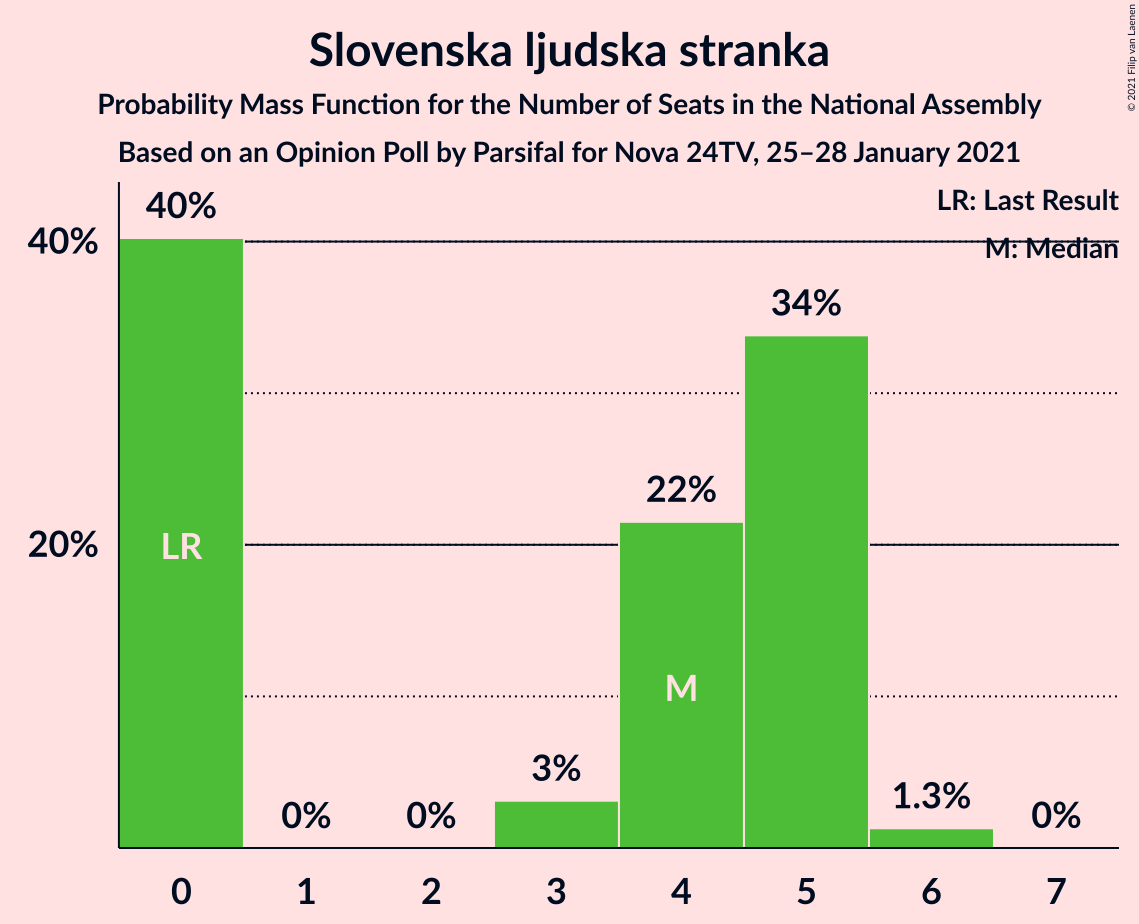 Slovenska ljudska stranka
Probability Mass Function for the Number of Seats in the National Assembly
Based on an Opinion Poll by Parsifal for Nova 24TV, 25–28 January 2021
© 2021 Filip van Laenen
LR: Last Result
M: Median
40%
20%
40%
0%
0%
3%
22%
34%
1.3%
0%
LR
M
0 1 2 3 4 5 6 7